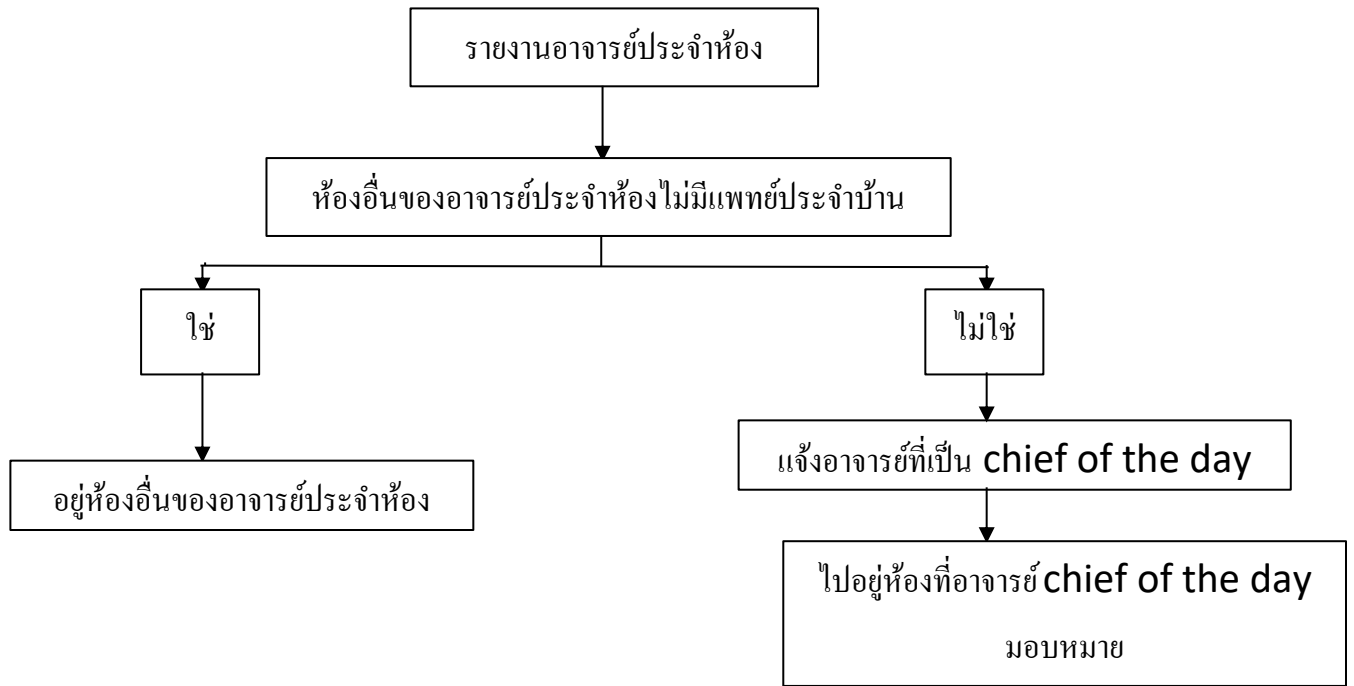 รายงานอาจารย์ประจำห้อง
ห้องอื่นของอาจารย์ประจำห้องไม่มีแพทย์ประจำบ้าน
ใช่
ไม่ใช่
แจ้งอาจารย์ที่เป็น chief of the day
อยู่ห้องอื่นของอาจารย์ประจำห้อง
ไปอยู่ห้องที่อาจารย์ chief of the day
มอบหมาย